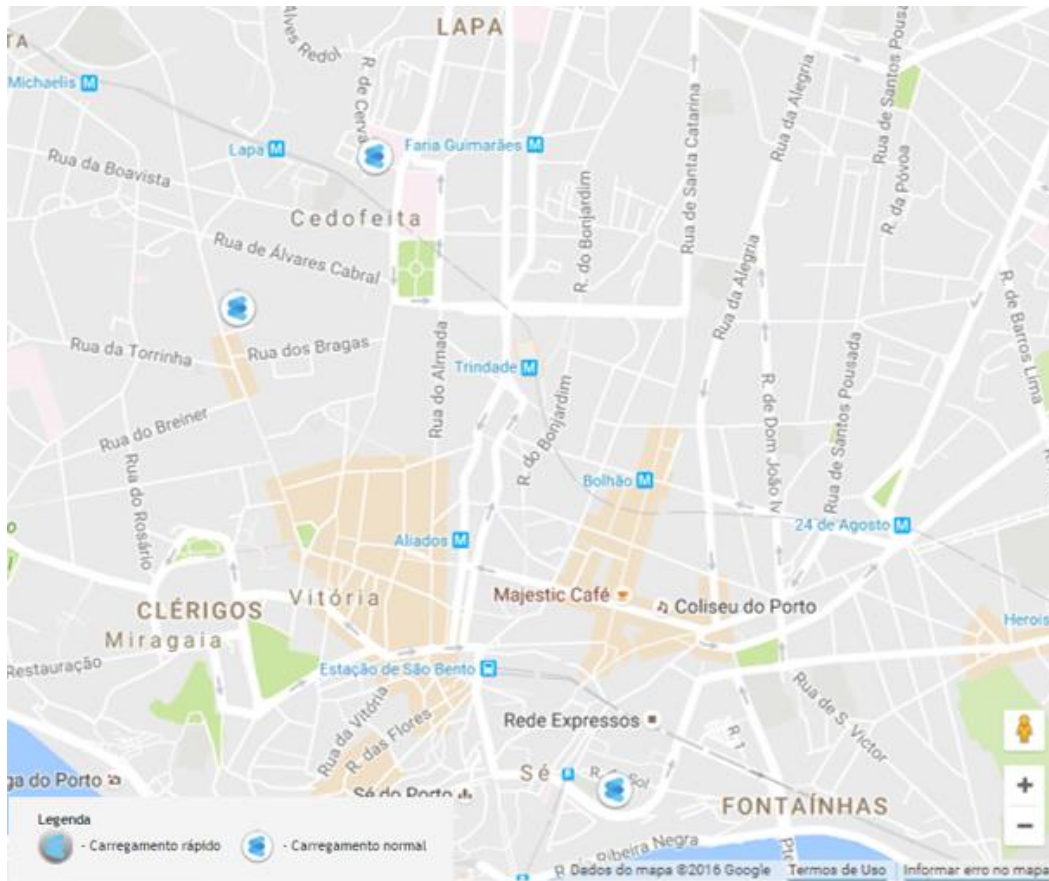 LAPA
Alves Redol
TA
R. de Cerva
Michaelis M
Lapa M
Faria Guimarães M
Rua da Boavista
Rua de Santa Catarina
Rua da Alegria
Rua de Santos Pousa
R. da Póvoa
Cedofeita
R. do Bonjardim
Rua de Álvares Cabral
Rua da Alegria
R. de Barros Lima
Rua da Torrinha
Rua dos Bragas
Rua do Almada
Trindade M
R. do Bonjardim
R. de Dom João Iv
Rua de Santos Pousada
Rua do Breiner
Rua do Rosário
Bolhão M
24 de Agosto M
Aliados M
Majestic Café
Coliseu do Porto
Vitória
CLÉRIGOS
Miragaia
Herois
Restauração
Estação de São Bento
Rua da Vitória
R. das Flores
Rede Expressos
R. 1
Rua de S. Victor
ga do Porto
Sé do Porto
Sé
R. do Sol
FONTAÍNHAS
+
−
Legenda
- Carregamento rápido
- Carregamento normal
Ribeira Negra
Dados do mapa ©2016 Google
Termos de Uso
Informar erro no mapa